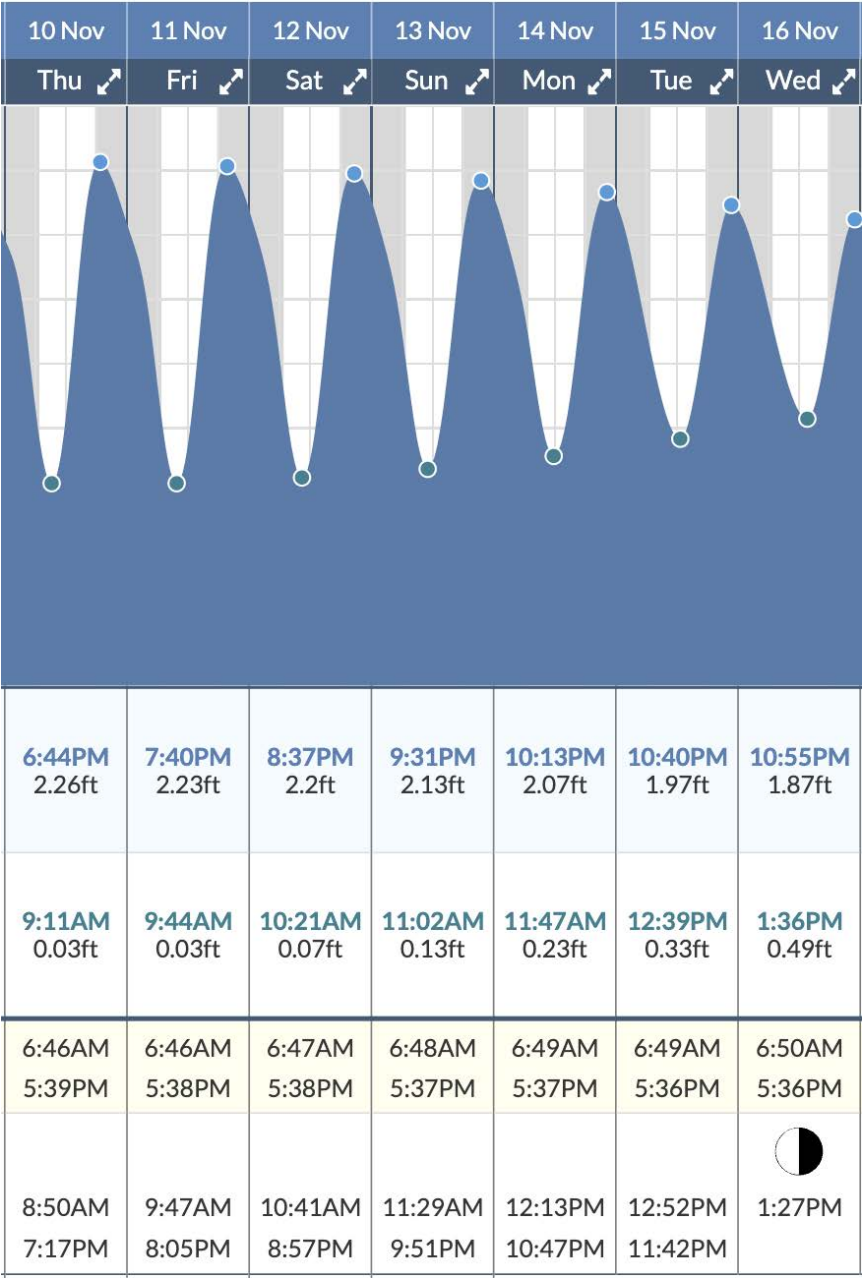 10 Nov 11 Nov 12 Nov 13 Nov 14 Nov 15 Nov 16 Nov
Thu Fri Sat Sun Mon Tue Wed
6:44PM 7:40PM 8:37PM 9:31PM 10:13PM 10:40PM 10:55PM
2.26ft 2.23ft 2.2ft 2.13ft 2.07ft 1.97ft 1.87ft
9:11AM 9:44AM 10:21AM 11:02AM 11:47AM 12:39PM 1:36PM
0.03ft 0.03ft 0.07ft 0.13ft 0.23ft 0.33ft 0.49ft
6:46AM 6:46AM 6:47AM 6:48AM 6:49AM 6:49AM 6:50AM
5:39PM 5:38PM 5:38PM 5:37PM 5:37PM 5:36PM 5:36PM
8:50AM 9:47AM 10:41AM 11:29AM 12:13PM 12:52PM 1:27PM
7:17PM 8:05PM 8:57PM 9:51PM 10:47PM 11:42PM